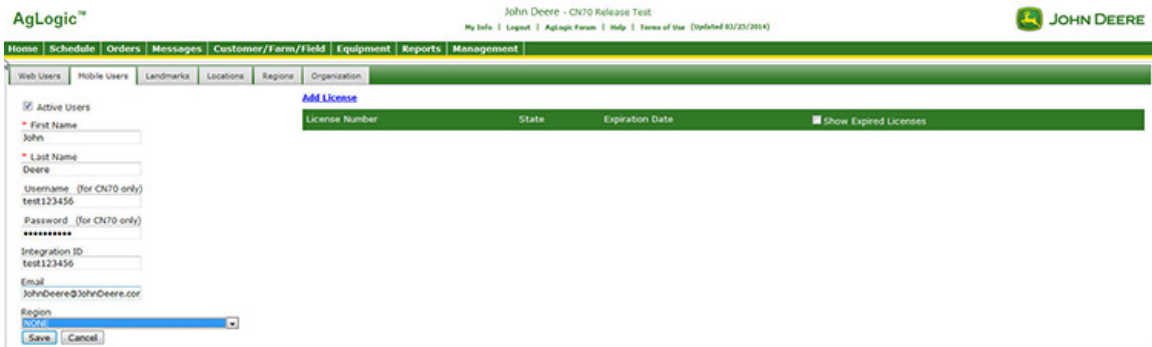 AgLogic™
John Deere - CN70 Release Test
My Info | Logout | AgLogic Forum | Help | Terms of Use (Updated 03/25/2014)
JOHN DEERE
Home Schedule Orders Messages Customer/Farm/Field Equipment Reports Management
Web Users Mobile Users Landmarks Locations Regions Organization
Add License
License Number State Expiration Date Show Expired Licenses
Active Users
* First Name
John
* Last Name
Deere
Username (for CN70 only)
test123456
Password (for CN70 only)
••••••••••
Integration ID
test123456
Email
JohnDeere@JohnDeere.cor
Region
NONE
Save Cancel